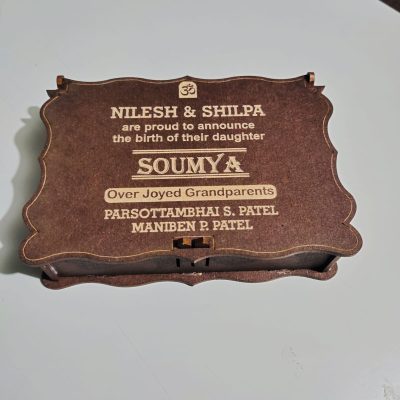 ॐ
NILESH & SHILPA
are proud to announce
the birth of their daughter
SOUMYA
Over Joyed Grandparents
PARSOTTAMBHAI S. PATEL
MANIBEN P. PATEL